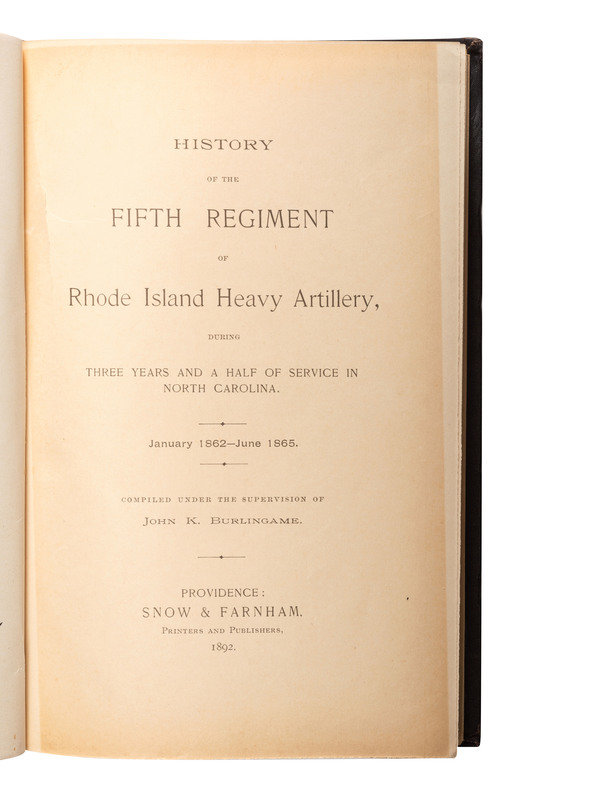 HISTORY
OF THE
FIFTH REGIMENT
OF
Rhode Island Heavy Artillery,
DURING
THREE YEARS AND A HALF OF SERVICE IN
NORTH CAROLINA.
January 1862—June 1865.
COMPILED UNDER THE SUPERVISION OF
JOHN K. BURLINGAME.
PROVIDENCE:
SNOW & FARNHAM,
PRINTERS AND PUBLISHERS,
1892.